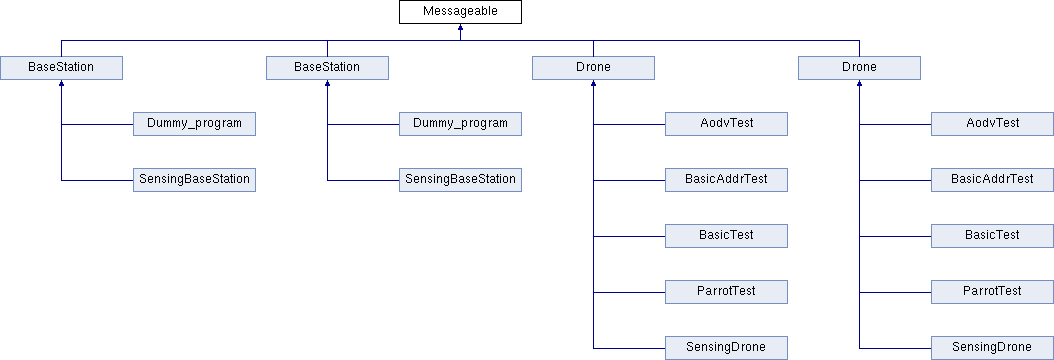 Messageable
BaseStation
BaseStation
Drone
Drone
Dummy_program
Dummy_program
AodvTest
AodvTest
SensingBaseStation
SensingBaseStation
BasicAddrTest
BasicAddrTest
BasicTest
BasicTest
ParrotTest
ParrotTest
SensingDrone
SensingDrone